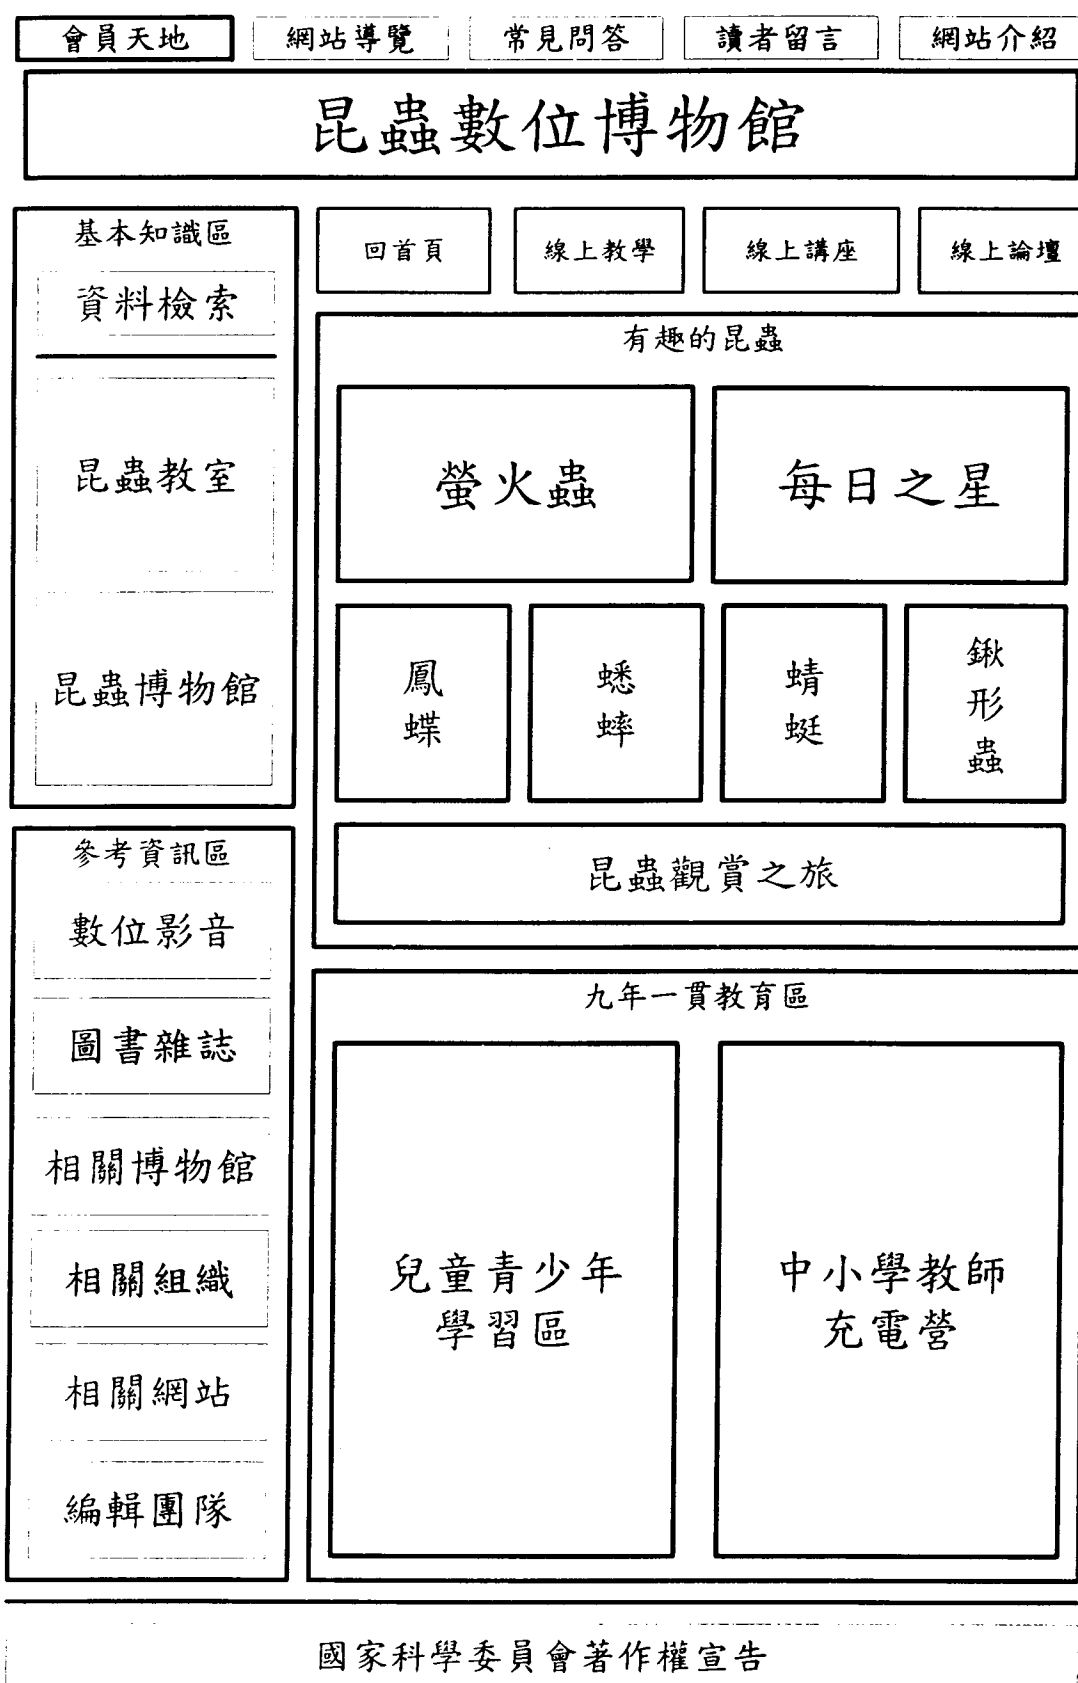 會員天地
網站導覽
常見問答
讀者留言
網站介紹
昆蟲數位博物館
基本知識區
資料檢索
昆蟲教室
昆蟲博物館
參考資訊區
數位影音
圖書雜誌
相關博物館
相關組織
相關網站
編輯團隊
回首頁
線上教學
線上講座
線上論壇
有趣的昆蟲
螢火蟲
每日之星
鳳
蝶
蟋
蟀
蜻
蜓
鍬
形
蟲
昆蟲觀賞之旅
九年一貫教育區
兒童青少年
學習區
中小學教師
充電營
國家科學委員會著作權宣告